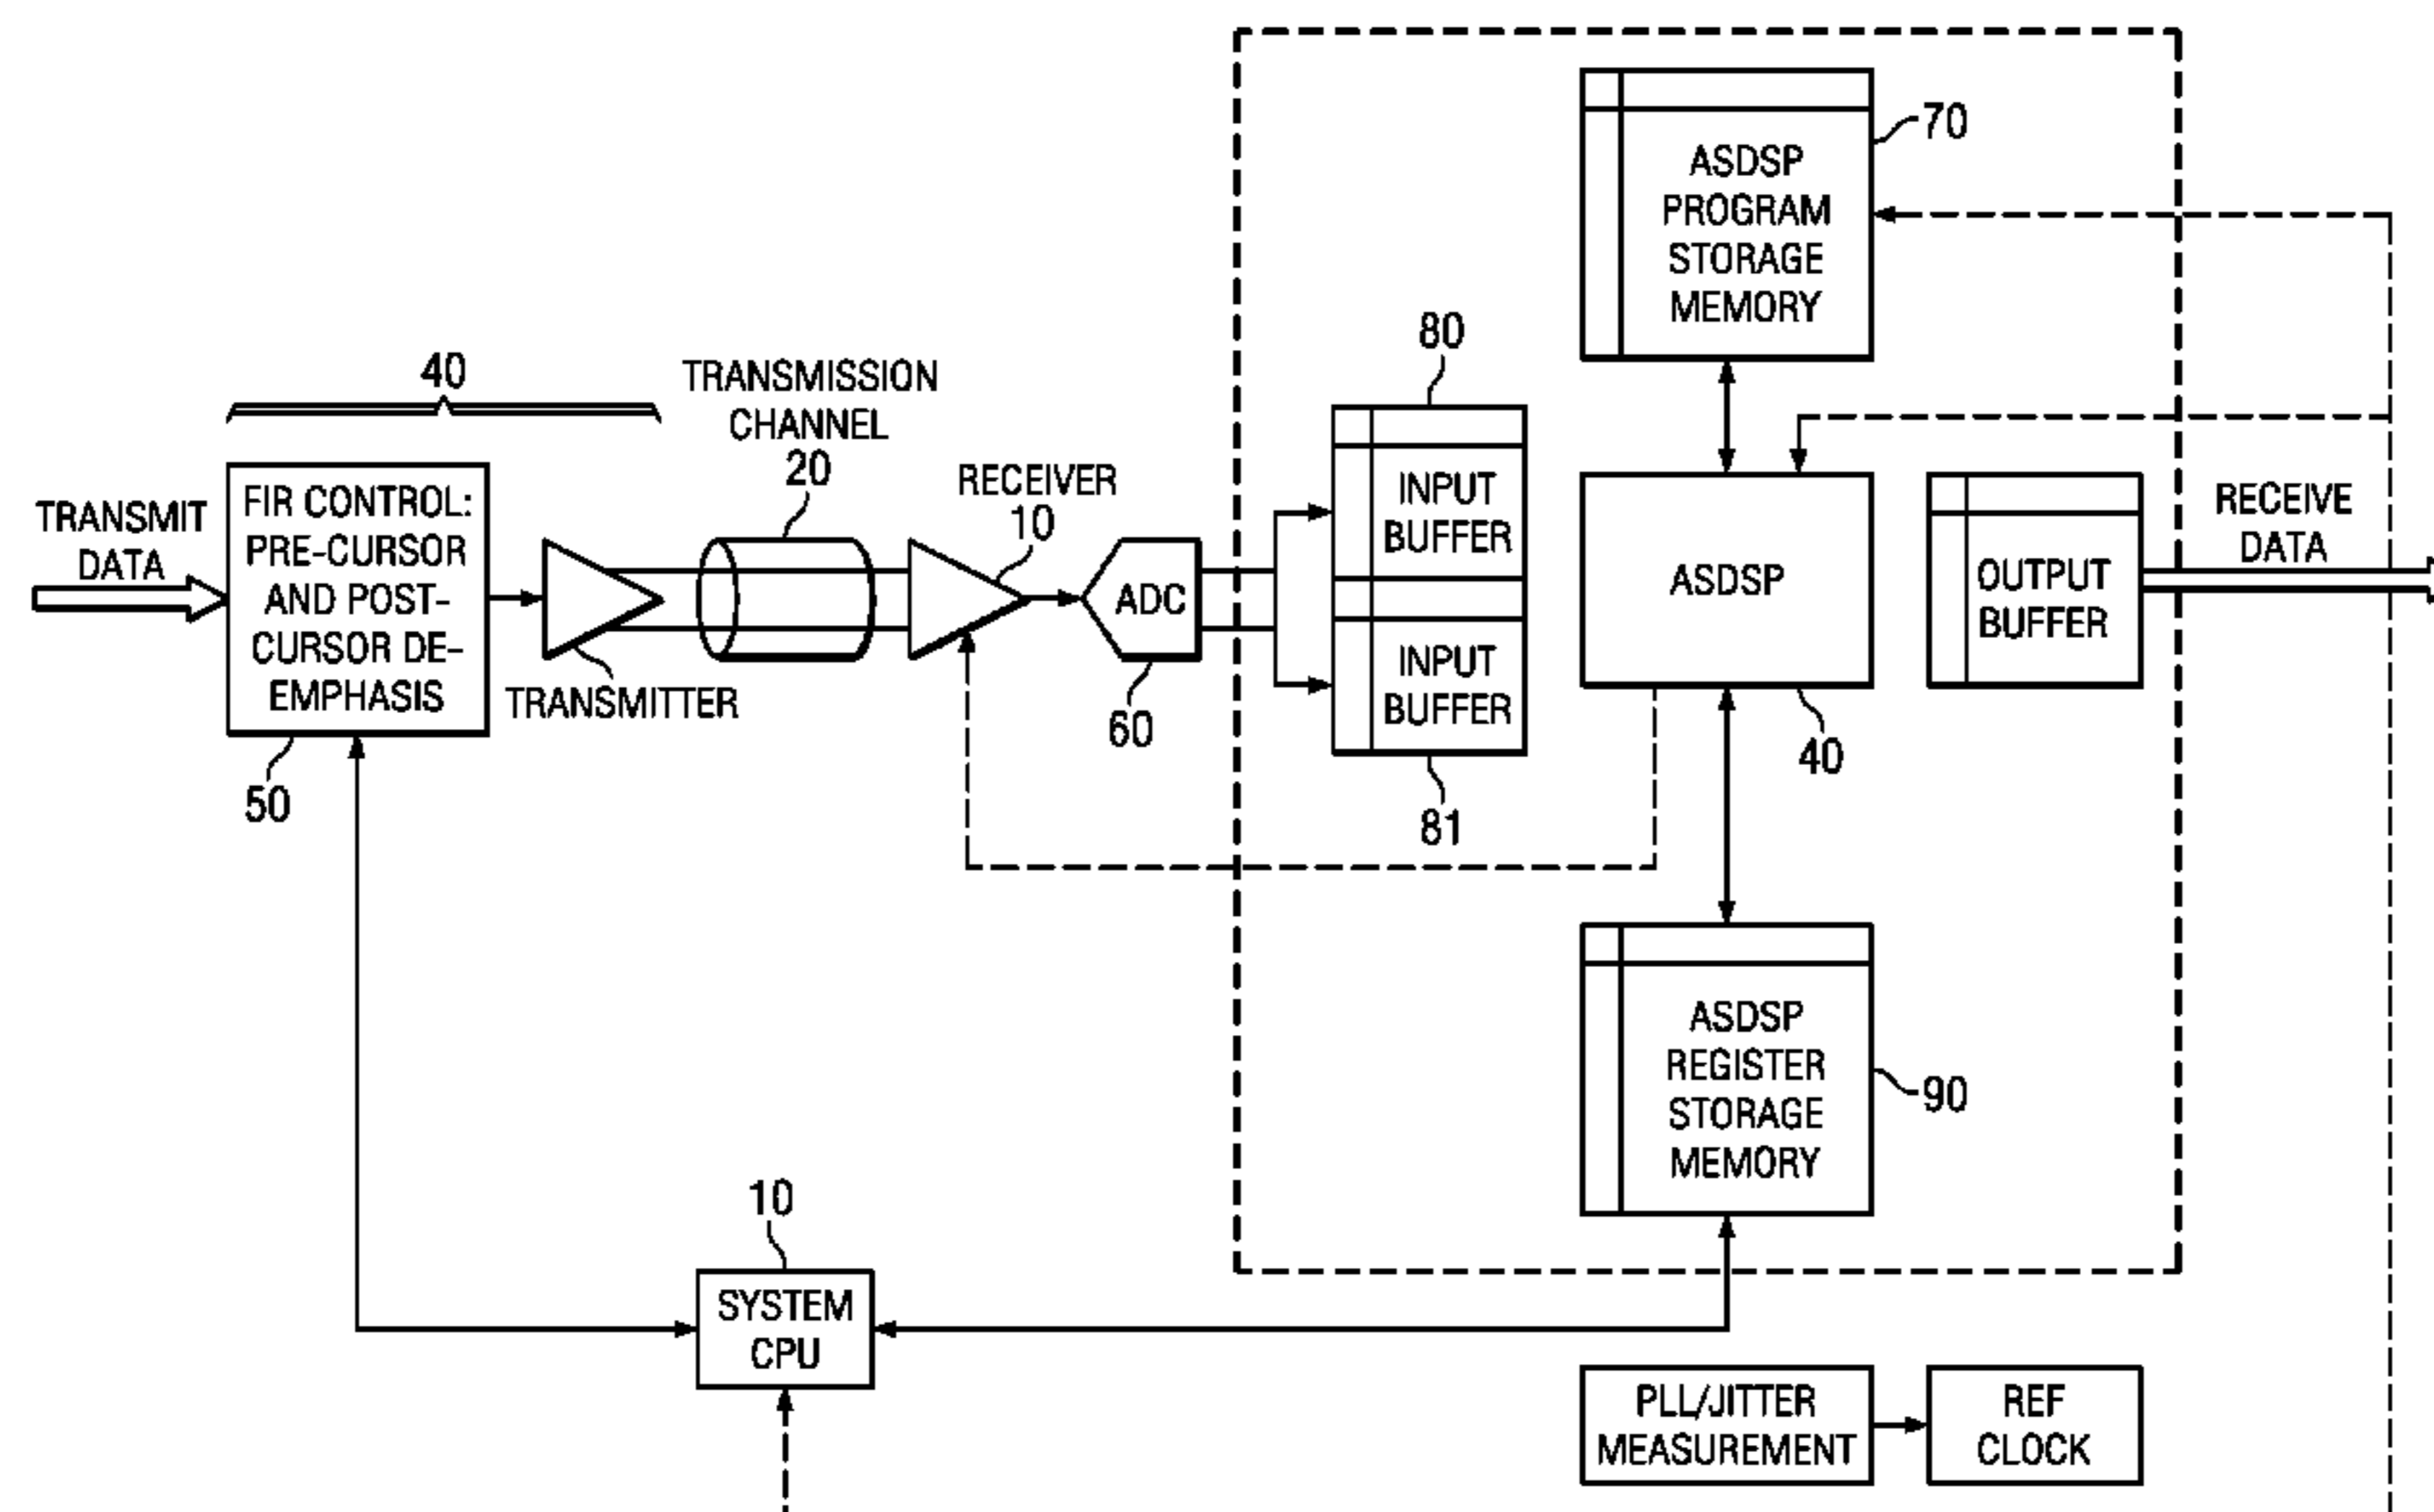 70
ASDSP
PROGRAM
STORAGE
MEMORY
80
40
TRANSMISSION
CHANNEL
20
RECEIVER
10
TRANSMIT
DATA
FIR CONTROL:
PRE-CURSOR
AND POST-
CURSOR DE-
EMPHASIS
50
TRANSMITTER
ADC
60
INPUT
BUFFER
INPUT
BUFFER
81
ASDSP
40
OUTPUT
BUFFER
RECEIVE
DATA
ASDSP
REGISTER
STORAGE
MEMORY
90
10
SYSTEM
CPU
PLL/JITTER
MEASUREMENT
REF
CLOCK